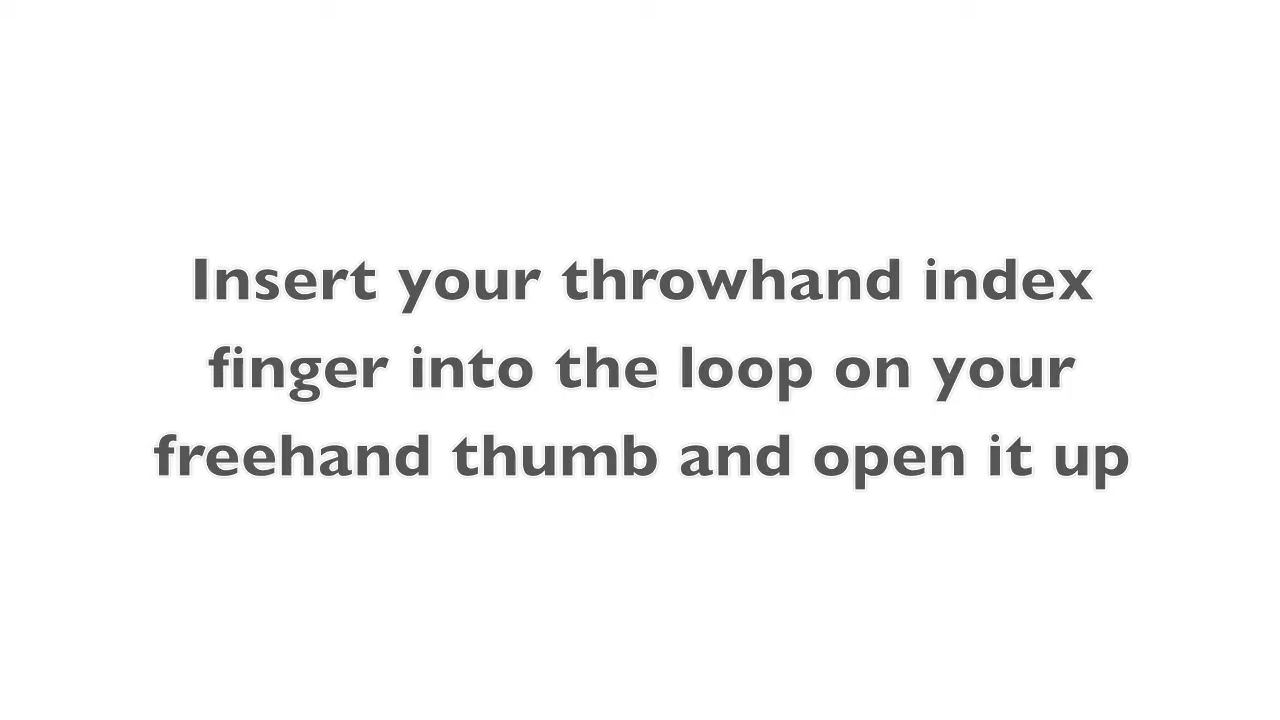 Insert your throwhand index
finger into the loop on your
freehand thumb and open it up